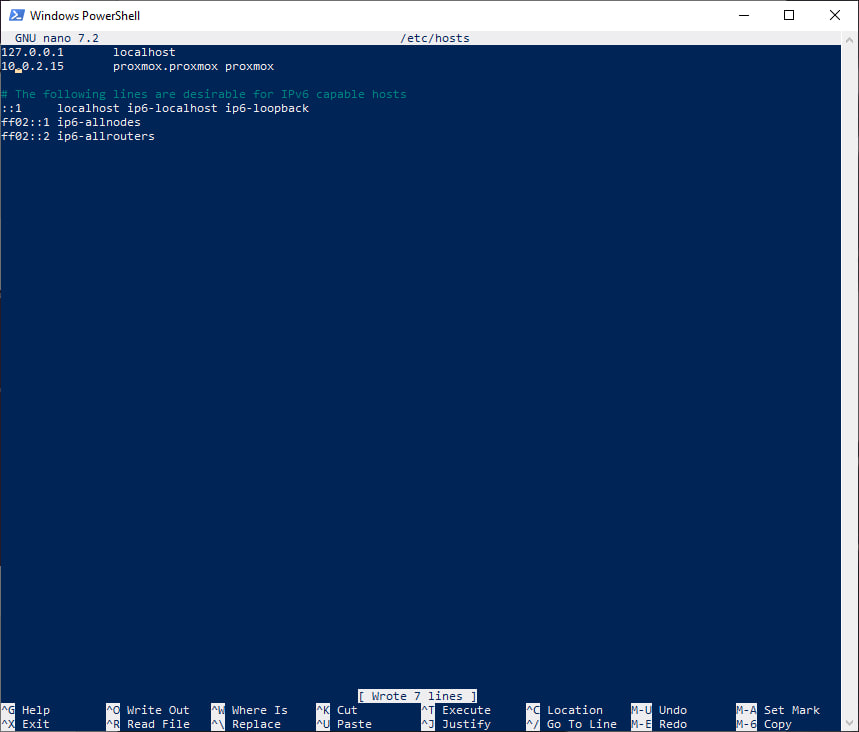 Windows PowerShell
GNU nano 7.2 /etc/hosts
127.0.0.1 localhost
10.0.2.15 proxmox.proxmox proxmox
# The following lines are desirable for IPv6 capable hosts
::1 localhost ip6-localhost ip6-loopback
ff02::1 ip6-allnodes
ff02::2 ip6-allrouters
[ Wrote 7 lines ]
^G Help ^O Write Out ^W Where Is ^K Cut ^T Execute ^C Location M-U Undo M-A Set Mark
^X Exit ^R Read File ^\ Replace ^U Paste ^J Justify ^/ Go To Line M-E Redo M-6 Copy